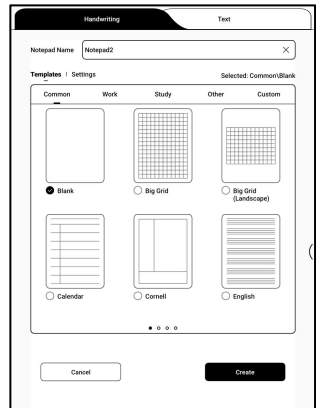 Handwriting Text
Notepad Name Notepad2
Templates | Settings Selected: Common\Blank
Common Work Study Other Custom
Blank Big Grid Big Grid
(Landscape)
Calendar Cornell English
Cancel Create